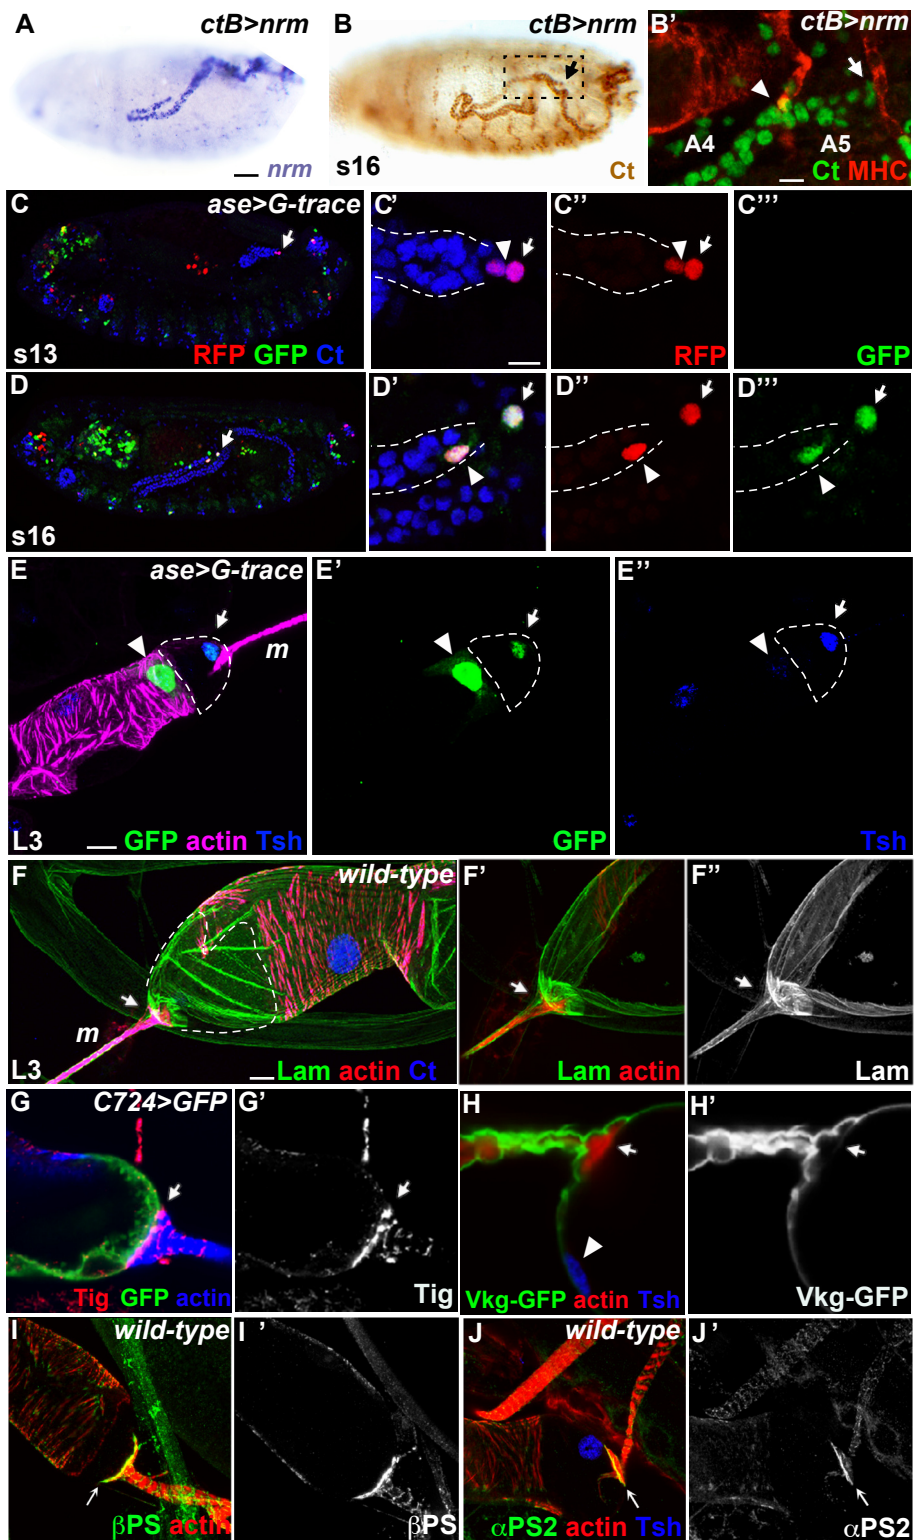 A ctB>nrm
nrm
B ctB>nrm
s16 Ct
B'
A4 A5
Ct MHC
C ase>G-trace
s13 RFP GFP Ct
C'
C''
RFP
C'''
GFP
D
s16
D'
D''
D'''
E ase>G-trace
m
L3 GFP actin Tsh
E'
GFP
E''
Tsh
F wild-type
m
L3 Lam actin Ct
F'
Lam actin
F''
Lam
G C724>GFP
Tig GFP actin
G'
Tig
H
Vkg-GFP actin Tsh
H'
Vkg-GFP
I wild-type
βPS actin
I'
βPS
J wild-type
αPS2 actin Tsh
J'
αPS2